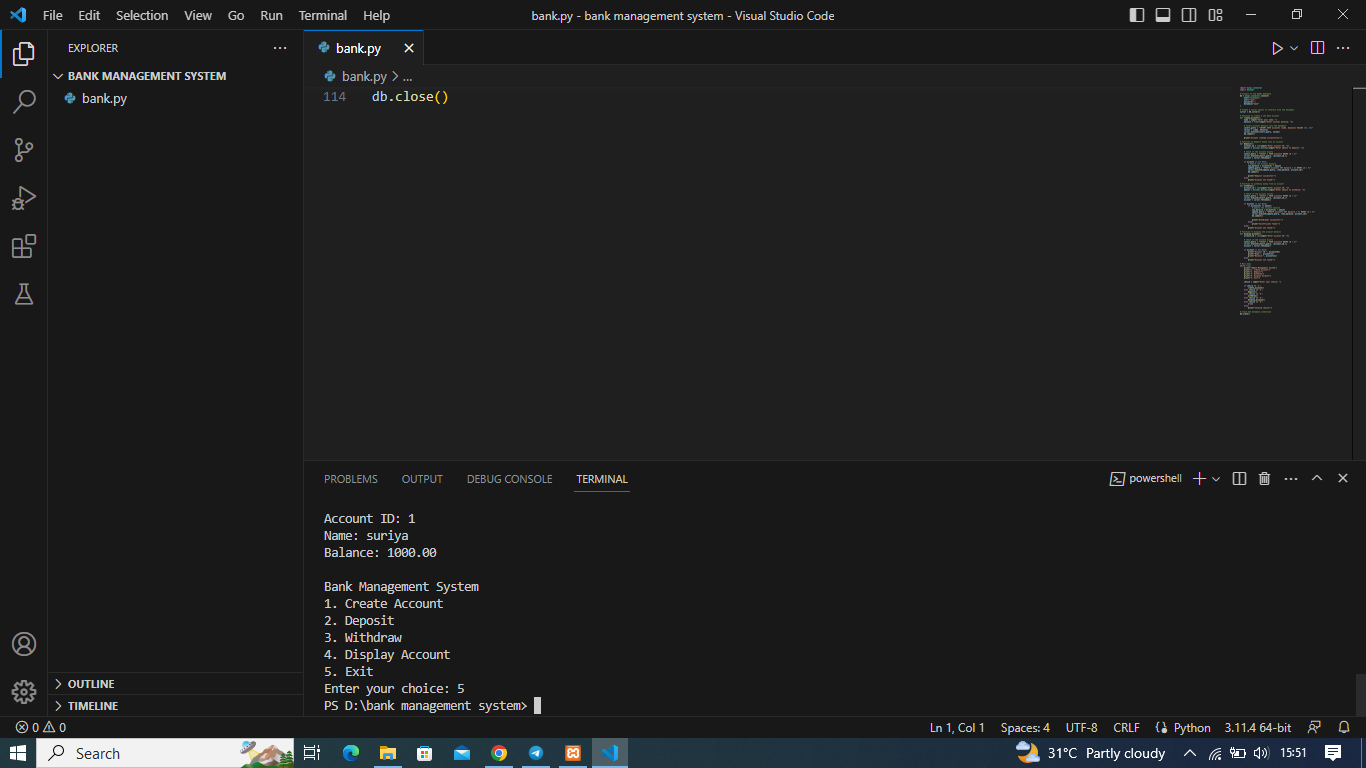 File Edit Selection View Go Run Terminal Help
bank.py - bank management system - Visual Studio Code
EXPLORER
BANK MANAGEMENT SYSTEM
bank.py
OUTLINE
TIMELINE
bank.py
bank.py > ...
114 db.close()
PROBLEMS OUTPUT DEBUG CONSOLE TERMINAL
powershell
Account ID: 1
Name: suriya
Balance: 1000.00
Bank Management System
1. Create Account
2. Deposit
3. Withdraw
4. Display Account
5. Exit
Enter your choice: 5
PS D:\bank management system>
0 0
Ln 1, Col 1 Spaces: 4 UTF-8 CRLF Python 3.11.4 64-bit
Search
31°C Partly cloudy 15:51